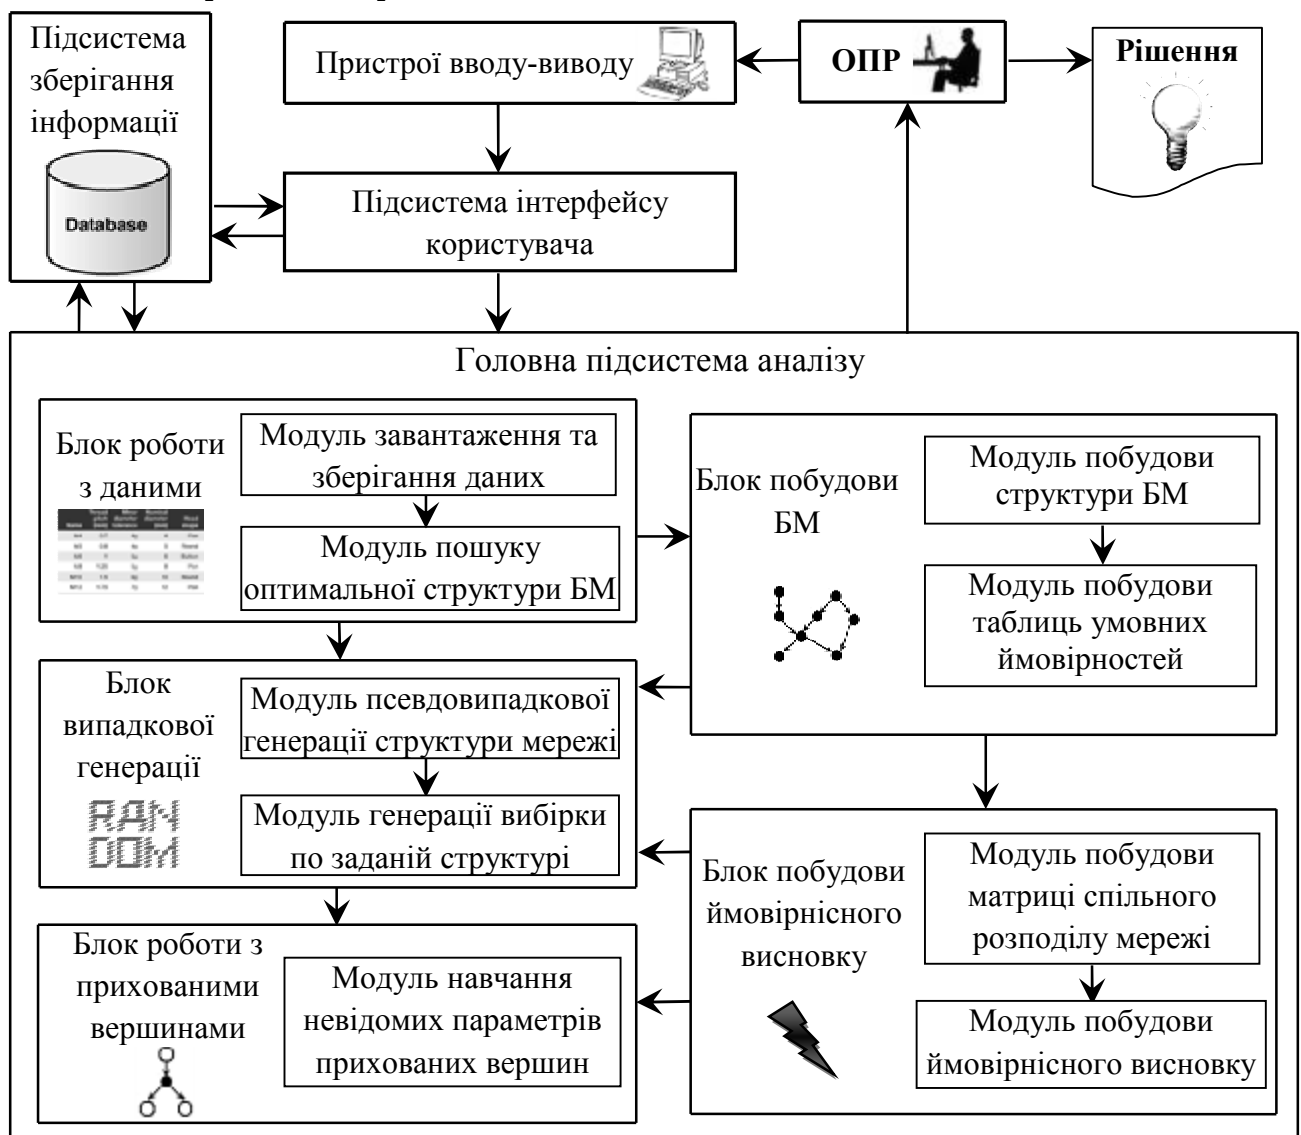 Підсистема
зберігання
інформації
Database
Пристрої вводу-виводу
ОПР
Рішення
Підсистема інтерфейсу
користувача
Головна підсистема аналізу
Блок роботи
з даними
Модуль завантаження та
зберігання даних
Модуль пошуку
оптимальної структури БМ
Блок побудови
БМ
Модуль побудови
структури БМ
Модуль побудови
таблиць умовних
ймовірностей
Блок
випадкової
генерації
RAN
DOM
Модуль псевдовипадкової
генерації структури мережі
Модуль генерації вибірки
по заданій структурі
Блок побудови
ймовірнісного
висновку
Модуль побудови
матриці спільного
розподілу мережі
Модуль побудови
ймовірнісного висновку
Блок роботи з
прихованими
вершинами
Модуль навчання
невідомих параметрів
прихованих вершин